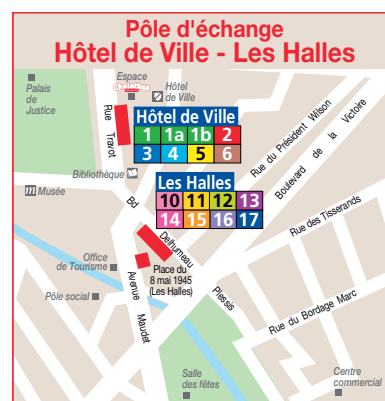 Pôle d'échange
Hôtel de Ville - Les Halles
Palais
de
Justice
Espace
Hôtel
de Ville
Rue Travot
Hôtel de Ville
1 1a 1b 2
3 4 5 6
Rue du Président Wilson
Boulevard de la Victoire
Bibliothèque
Musée
Les Halles
10 11 12 13
14 15 16 17
Bd Delhumeau Plessis
Rue des Tisserands
Office
de Tourisme
Place du
8 mai 1945
(Les Halles)
Pôle social
Avenue Maudet
Rue du Bordage Marc
Salle
des fêtes
Centre
commercial